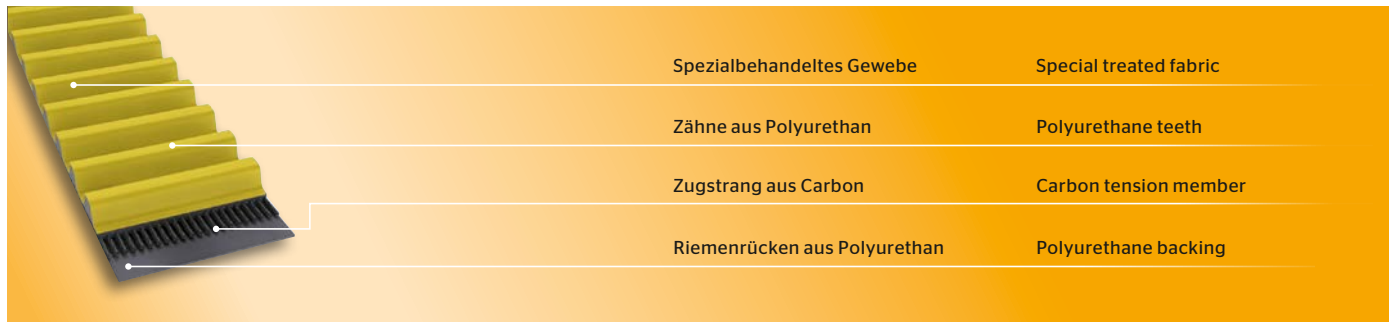 Spezialbehandeltes Gewebe Special treated fabric
Zähne aus Polyurethan Polyurethane teeth
Zugstrang aus Carbon Carbon tension member
Riemenrücken aus Polyurethan Polyurethane backing